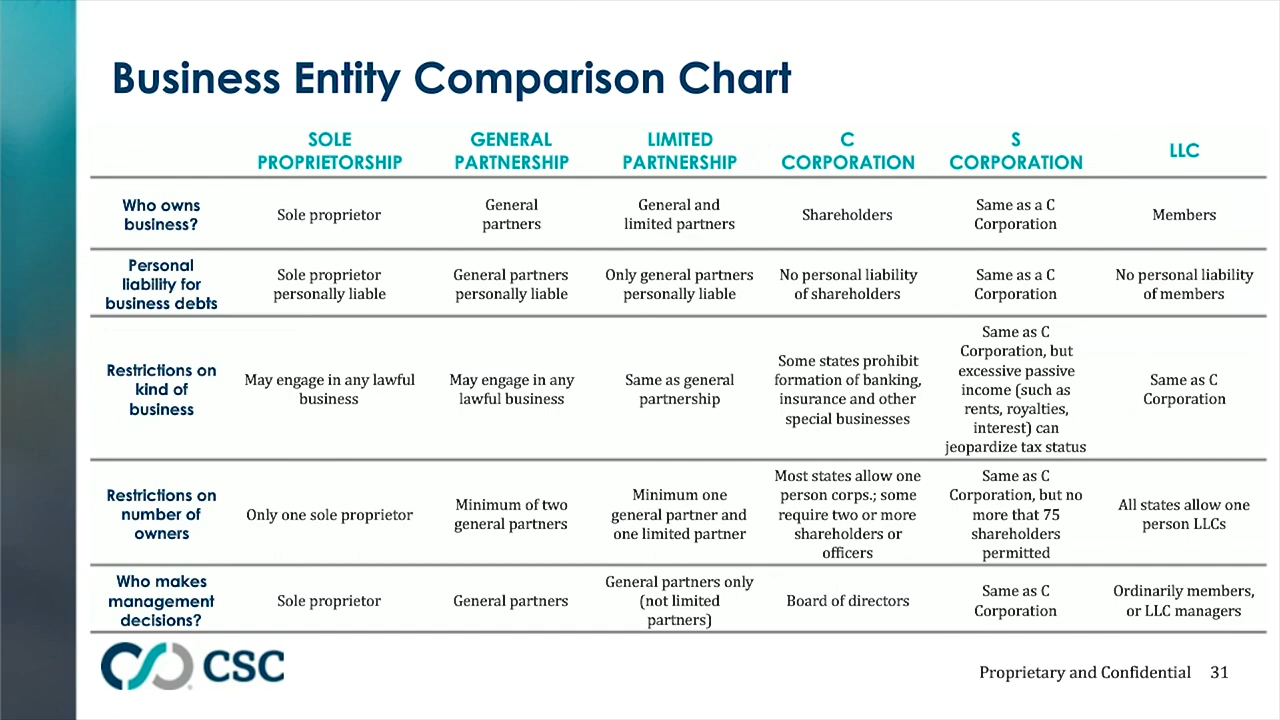 Business Entity Comparison Chart
SOLE
PROPRIETORSHIP
GENERAL
PARTNERSHIP
LIMITED
PARTNERSHIP
C
CORPORATION
S
CORPORATION
LLC
Who owns
business?
Sole proprietor
General
partners
General and
limited partners
Shareholders
Same as a C
Corporation
Members
Personal
liability for
business debts
Sole proprietor
personally liable
General partners
personally liable
Only general partners
personally liable
No personal liability
of shareholders
Same as a C
Corporation
No personal liability
of members
Restrictions on
kind of
business
May engage in any lawful
business
May engage in any
lawful business
Same as general
partnership
Some states prohibit
formation of banking,
insurance and other
special businesses
Same as C
Corporation, but
excessive passive
income (such as
rents, royalties,
interest) can
jeopardize tax status
Same as C
Corporation
Restrictions on
number of
owners
Only one sole proprietor
Minimum of two
general partners
Minimum one
general partner and
one limited partner
Most states allow one
person corps.; some
require two or more
shareholders or
officers
Same as C
Corporation, but no
more that 75
shareholders
permitted
All states allow one
person LLCs
Who makes
management
decisions?
Sole proprietor
General partners
General partners only
(not limited
partners)
Board of directors
Same as C
Corporation
Ordinarily members,
or LLC managers
CSC
Proprietary and Confidential 31